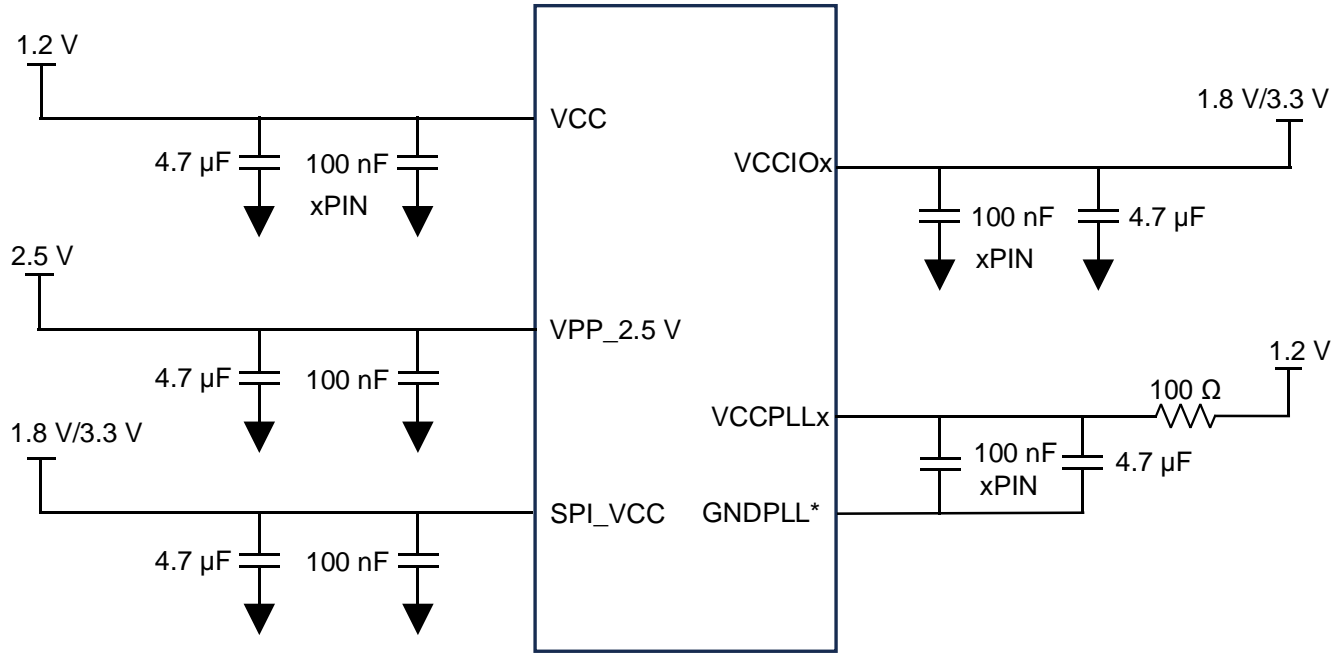 1.2 V
VCC
4.7 µF
100 nF
xPIN
2.5 V
VPP_2.5 V
4.7 µF
100 nF
1.8 V/3.3 V
SPI_VCC
4.7 µF
100 nF
1.8 V/3.3 V
VCCIOx
100 nF
xPIN
4.7 µF
1.2 V
100 Ω
VCCPLLx
100 nF
xPIN
4.7 µF
GNDPLL*